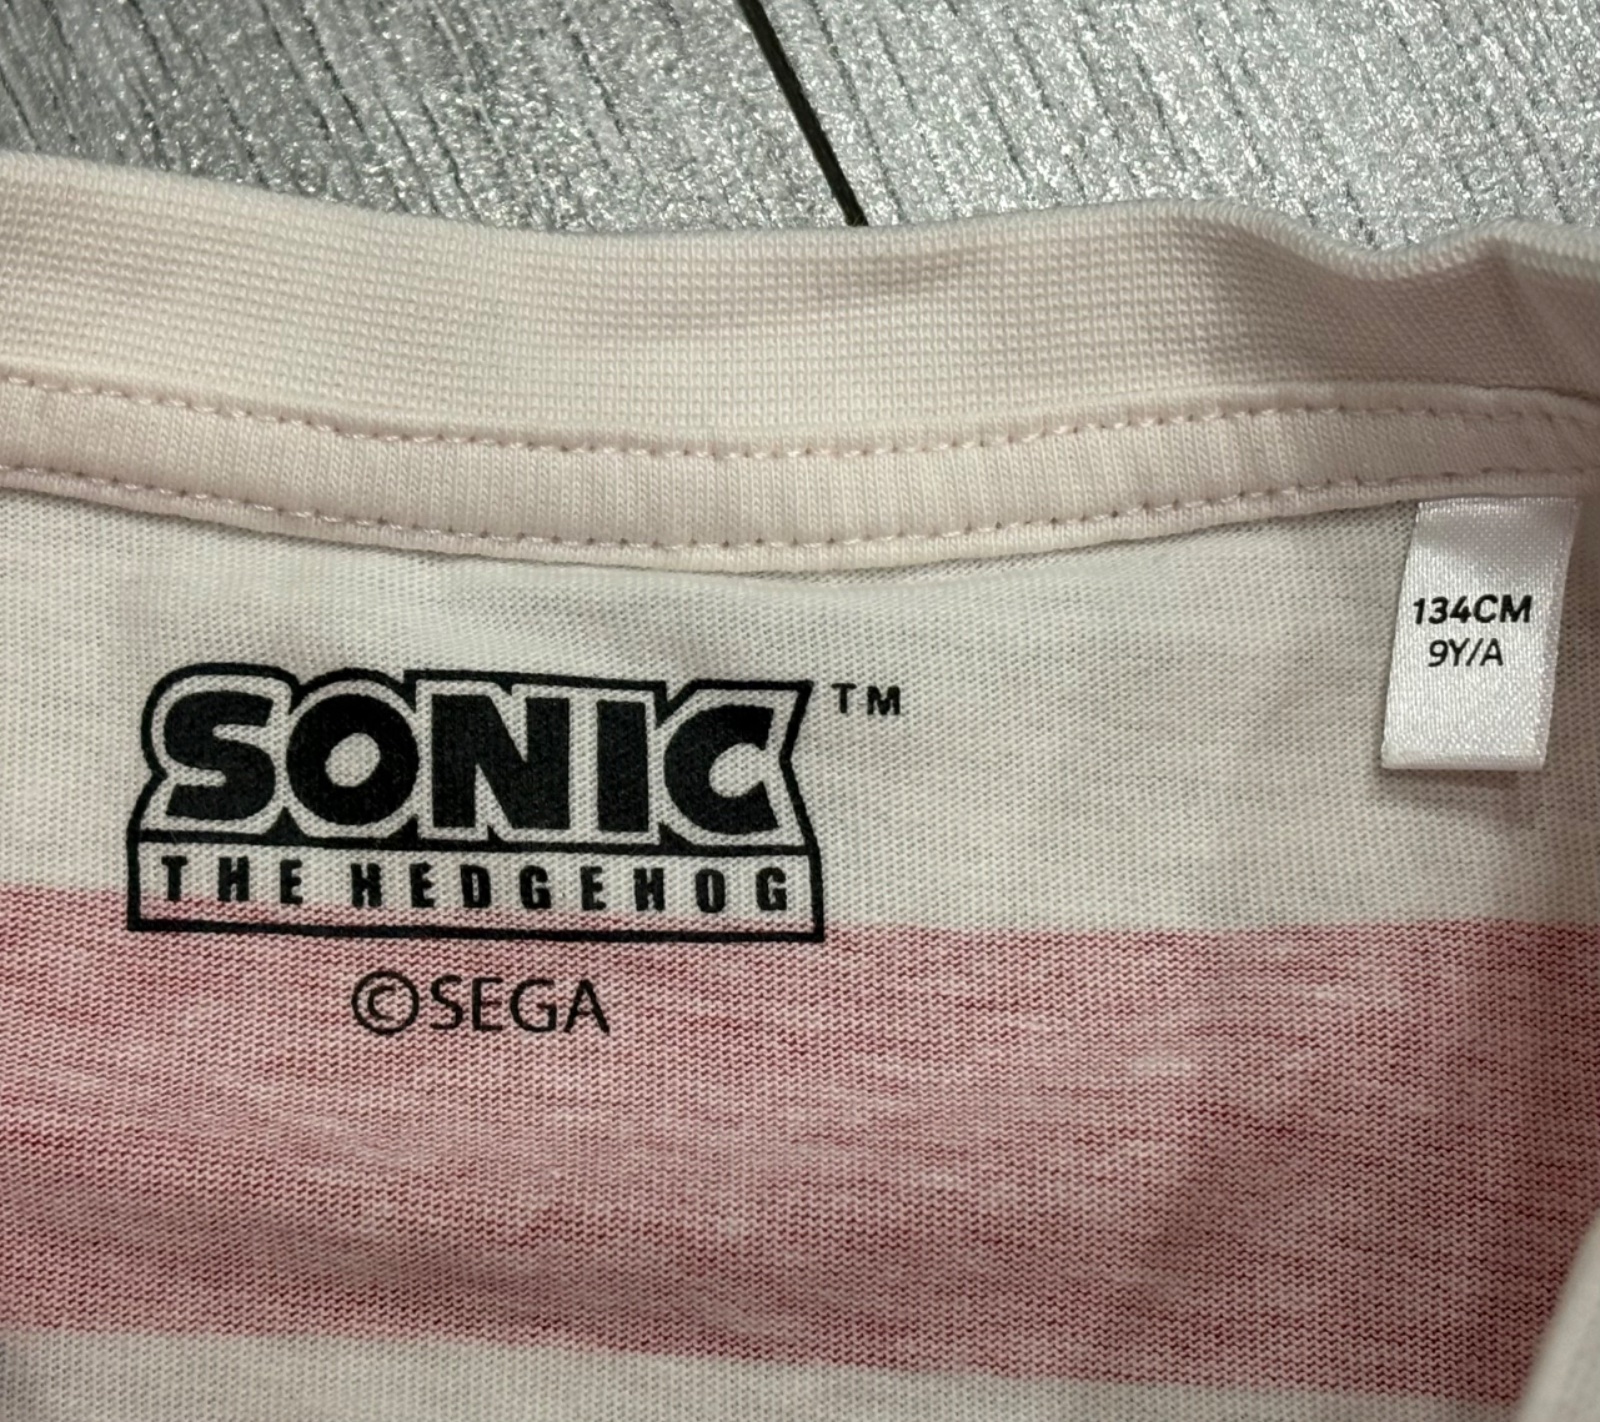 SONIC™
THE HEDGEHOG
©SEGA
134CM
9Y/A